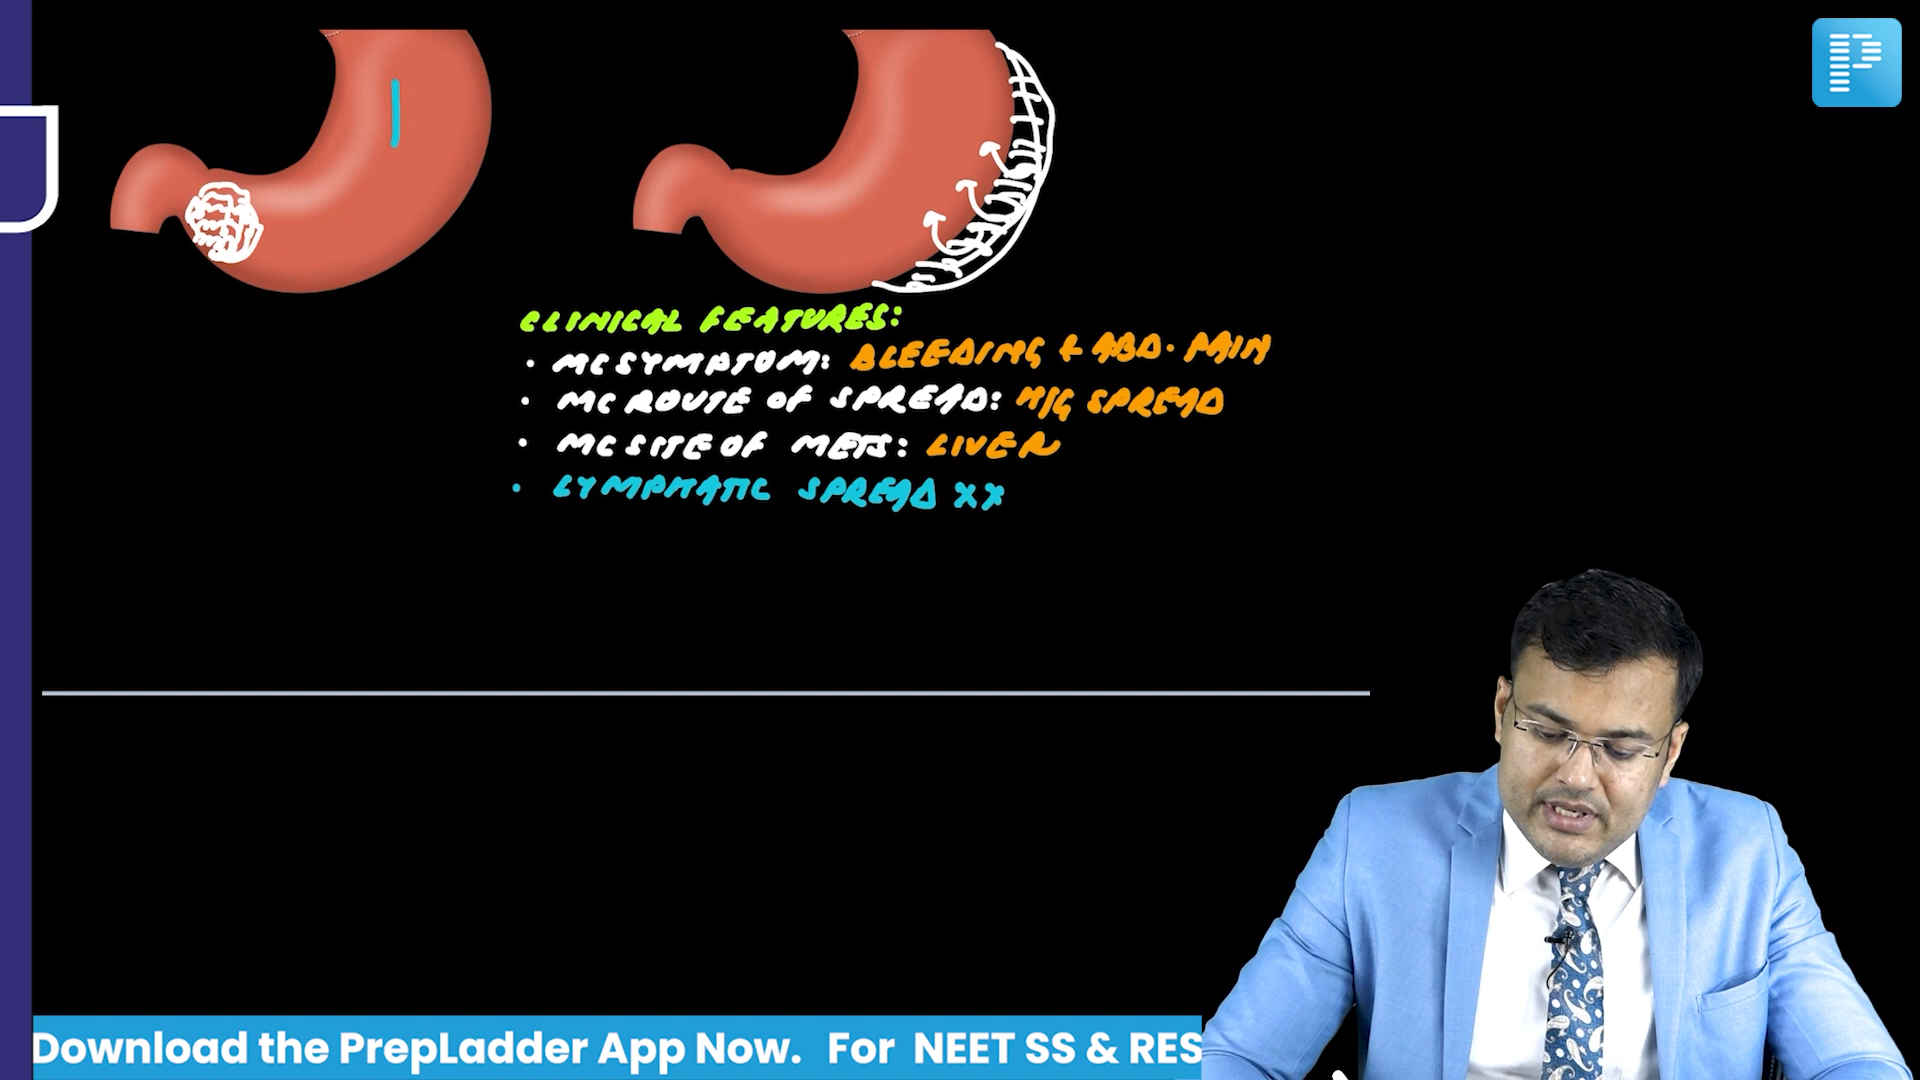 CLINICAL FEATURES:
• MC SYMPTOM: BLEEDING & ABD. PAIN
• MC ROUTE OF SPREAD: H/G SPREAD
• MC SITE OF METS: LIVER
• LYMPHATIC SPREAD XX
Download the PrepLadder App Now. For NEET SS & RES